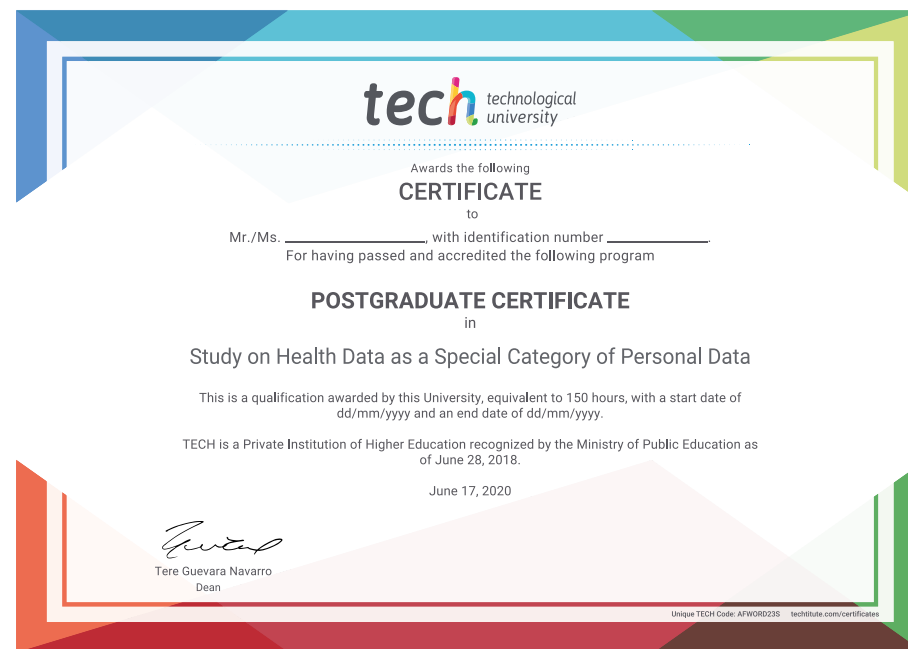 tech technological
university
Awards the following
CERTIFICATE
to
Mr./Ms. ____________________, with identification number ______________.
For having passed and accredited the following program
POSTGRADUATE CERTIFICATE
in
Study on Health Data as a Special Category of Personal Data
This is a qualification awarded by this University, equivalent to 150 hours, with a start date of
dd/mm/yyyy and an end date of dd/mm/yyyy.
TECH is a Private Institution of Higher Education recognized by the Ministry of Public Education as
of June 28, 2018.
June 17, 2020
Tere Guevara Navarro
Dean
Unique TECH Code: AFWORD23S techtitute.com/certificates